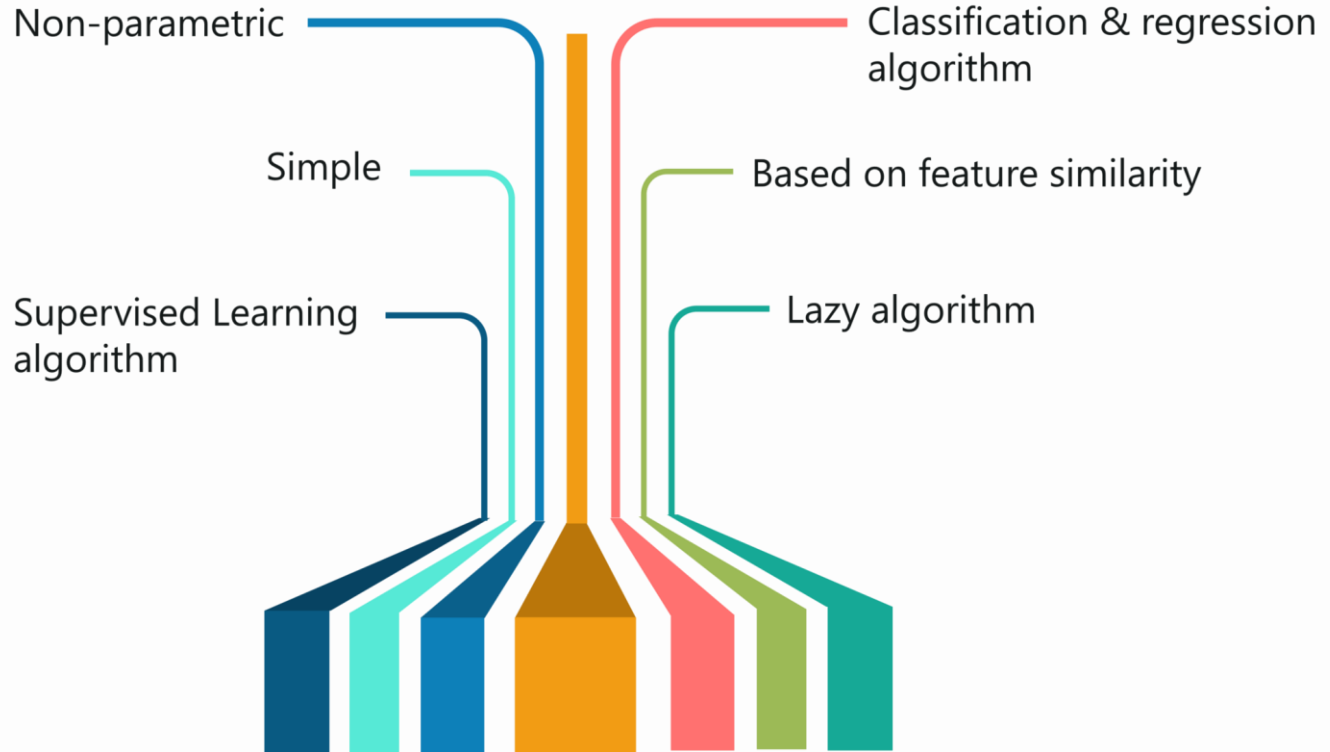 Non-parametric
Classification & regression
algorithm
Simple
Based on feature similarity
Supervised Learning
algorithm
Lazy algorithm